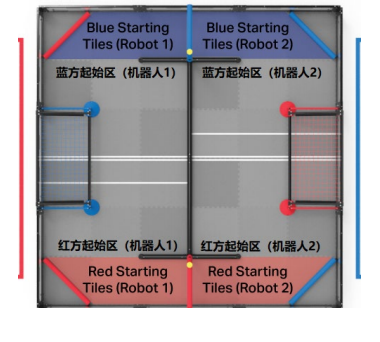 Blue Starting
Tiles (Robot 1)
Blue Starting
Tiles (Robot 2)
蓝方起始区（机器人1）
蓝方起始区（机器人2）
红方起始区（机器人1）
红方起始区（机器人2）
Red Starting
Tiles (Robot 1)
Red Starting
Tiles (Robot 2)